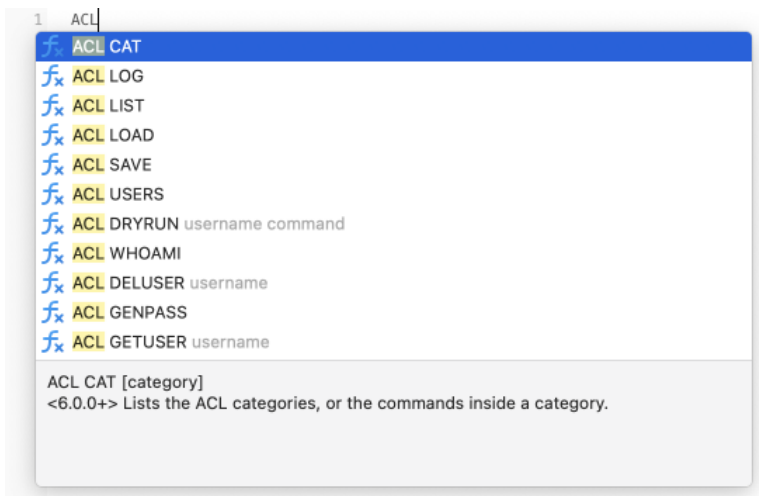 1 ACL
ACL CAT
ACL LOG
ACL LIST
ACL LOAD
ACL SAVE
ACL USERS
ACL DRYRUN username command
ACL WHOAMI
ACL DELUSER username
ACL GENPASS
ACL GETUSER username
ACL CAT [category]
<6.0.0+> Lists the ACL categories, or the commands inside a category.